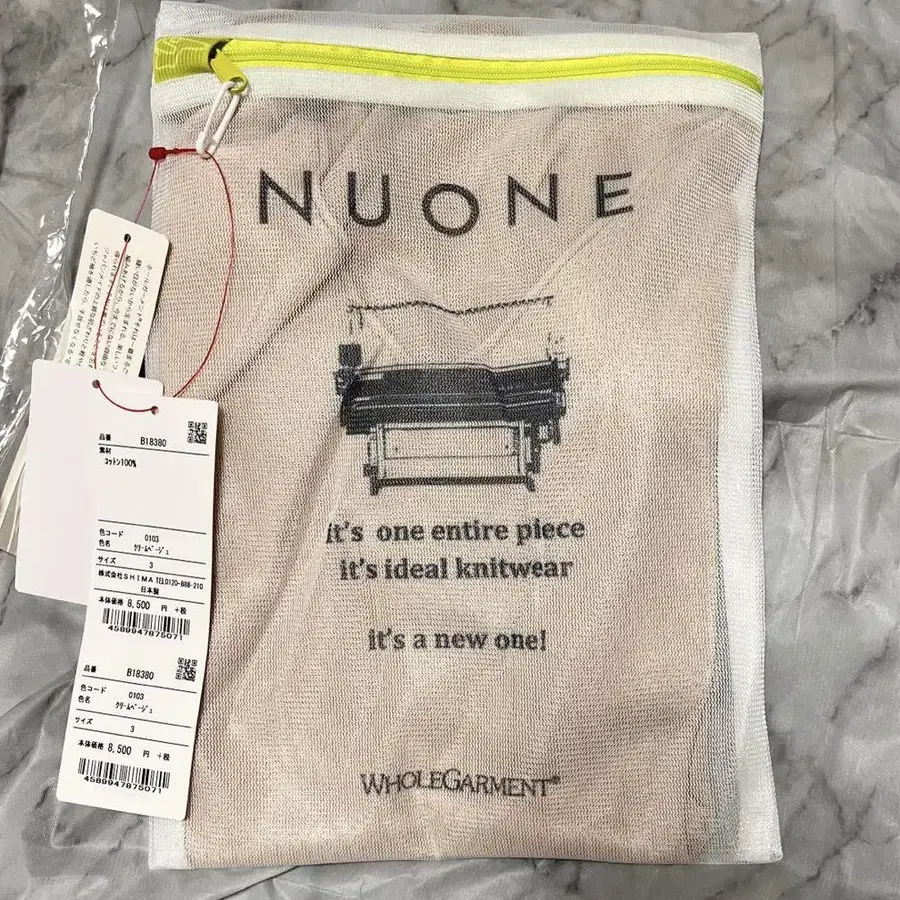 NUONE
it's one entire piece
it's ideal knitwear
it's a new one!
WHOLEGARMENT®
品番 B18380
素材
コットン100%
色コード 0103
色名 クリームベージュ
サイズ 3
株式会社SHIMA TEL0120-888-210
日本製
本体価格 8,500 円 +税
4589947875071
品番 B18380
色コード 0103
色名 クリームベージュ
サイズ 3
本体価格 8,500 円 +税
4589947875071